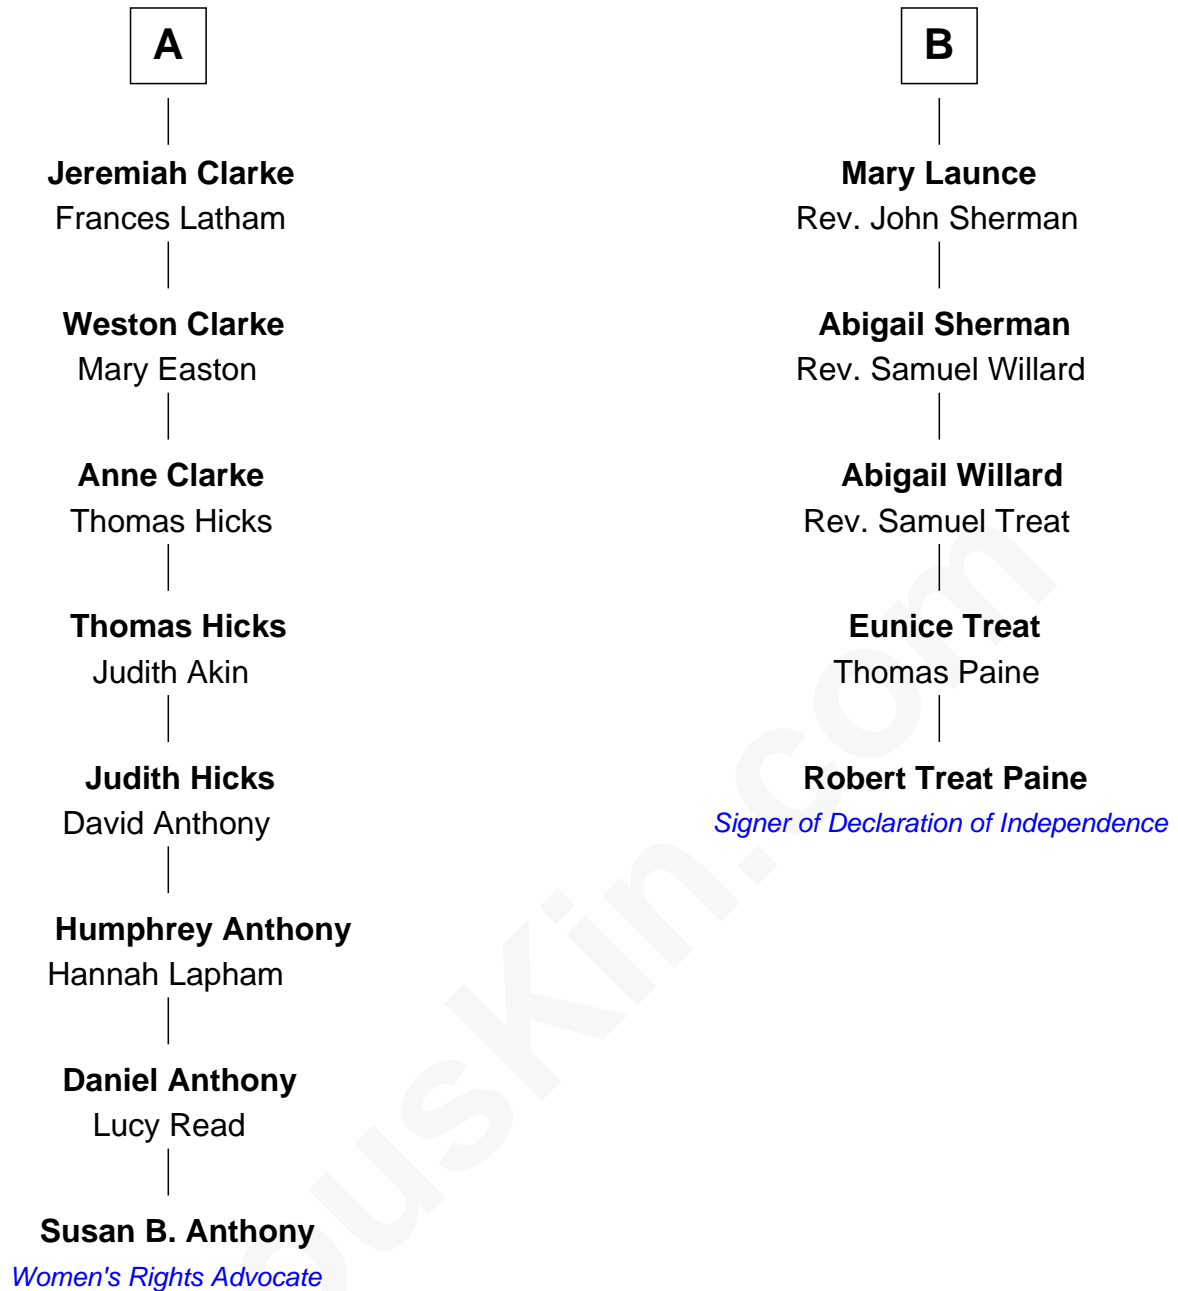 A
Jeremiah Clarke
Frances Latham
Weston Clarke
Mary Easton
Anne Clarke
Thomas Hicks
Thomas Hicks
Judith Akin
Judith Hicks
David Anthony
Humphrey Anthony
Hannah Lapham
Daniel Anthony
Lucy Read
Susan B. Anthony
Women's Rights Advocate
B
Mary Launce
Rev. John Sherman
Abigail Sherman
Rev. Samuel Willard
Abigail Willard
Rev. Samuel Treat
Eunice Treat
Thomas Paine
Robert Treat Paine
Signer of Declaration of Independence
ousKin.com